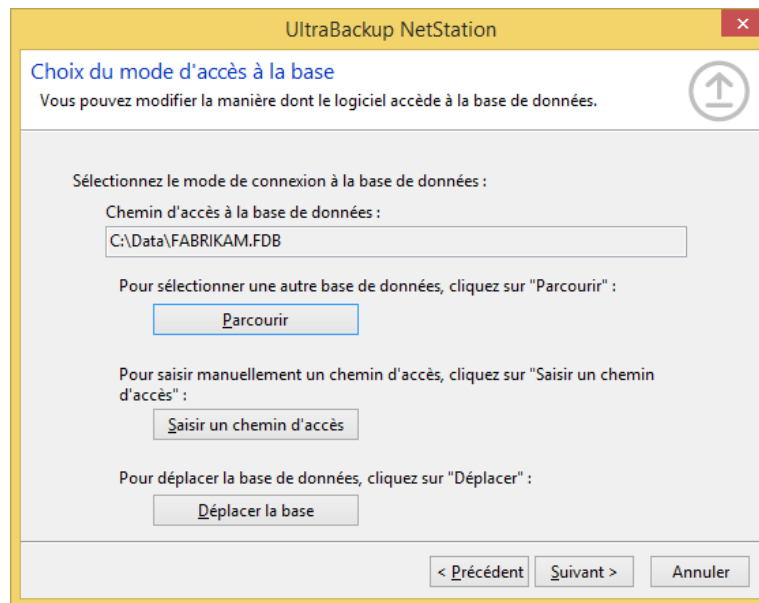 UltraBackup NetStation
Choix du mode d'accès à la base
Vous pouvez modifier la manière dont le logiciel accède à la base de données.
Sélectionnez le mode de connexion à la base de données :
Chemin d'accès à la base de données :
C:\Data\FABRIKAM.FDB
Pour sélectionner une autre base de données, cliquez sur "Parcourir" :
Parcourir
Pour saisir manuellement un chemin d'accès, cliquez sur "Saisir un chemin
d'accès" :
Saisir un chemin d'accès
Pour déplacer la base de données, cliquez sur "Déplacer" :
Déplacer la base
< Précédent Suivant > Annuler